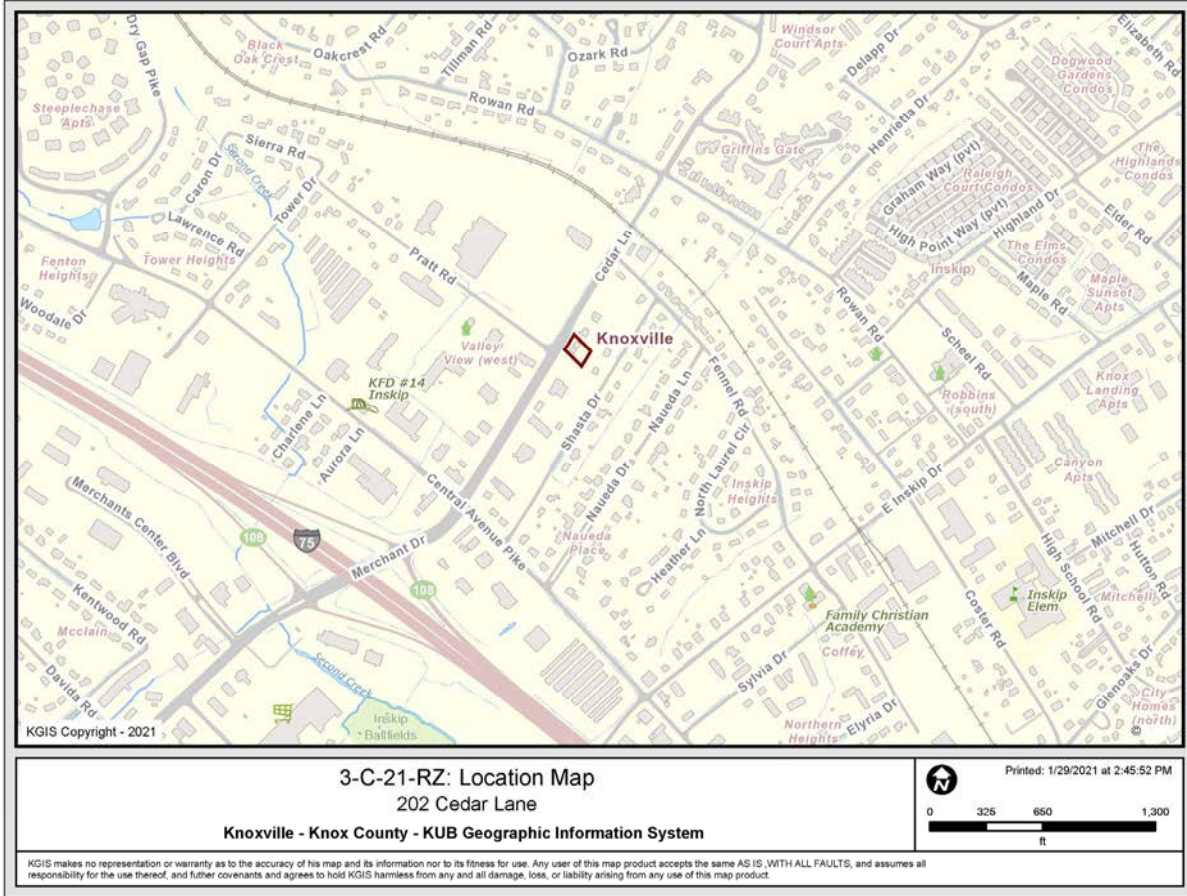 Dry Gap Pike
Black
Oak Crest
Oakcrest Rd
Tillman Rd
Ozark Rd
Windsor
Court Apts
Delapp Dr
Elizabeth Rd
Dogwood
Gardens
Condos
Steeplechase
Apts
Rowan Rd
Henrietta Dr
Sierra Rd
Second Creek
Caron Dr
Tower Dr
Griffins Gate
Graham Way (pvt)
Raleigh
Court Condos
The
Highlands
Condos
Lawrence Rd
Tower Heights
Pratt Rd
Cedar Ln
High Point Way (pvt)
Highland Dr
Elder Rd
Fenton
Heights
Inskip
The Elms
Condos
Maple Rd
Maple
Sunset
Apts
Woodale Dr
Rowan Rd
Valley
View (west)
Knoxville
Scheel Rd
KFD #14
Inskip
Fennel Rd
Robbins
(south)
Knox
Landing
Apts
Charlene Ln
Aurora Ln
Shasta Dr
Naueda Ln
North Laurel Cir
Central Avenue Pike
Naueda Dr
Inskip
Heights
E Inskip Dr
Canyon
Apts
Merchants Center Blvd
108
75
Merchant Dr
Naueda
Place
Heather Ln
Mitchell Dr
Hutton Rd
High School Rd
108
Kentwood Rd
Mcclain
Coster Rd
Inskip
Elem
Mitchell
Family Christian
Academy
Coffey
Davida Rd
Second Creek
Sylvia Dr
Glenoaks Dr
City
Homes
(north)
Inskip
Ballfields
Northern
Heights
Elyria Dr
KGIS Copyright - 2021
©
3-C-21-RZ: Location Map
202 Cedar Lane
Knoxville - Knox County - KUB Geographic Information System
N
Printed: 1/29/2021 at 2:45:52 PM
0 325 650 1,300
ft
KGIS makes no representation or warranty as to the accuracy of his map and its information nor to its fitness for use. Any user of this map product accepts the same AS IS ,WITH ALL FAULTS, and assumes all
responsibility for the use thereof, and futher covenants and agrees to hold KGIS harmless from any and all damage, loss, or liability arising from any use of this map product.